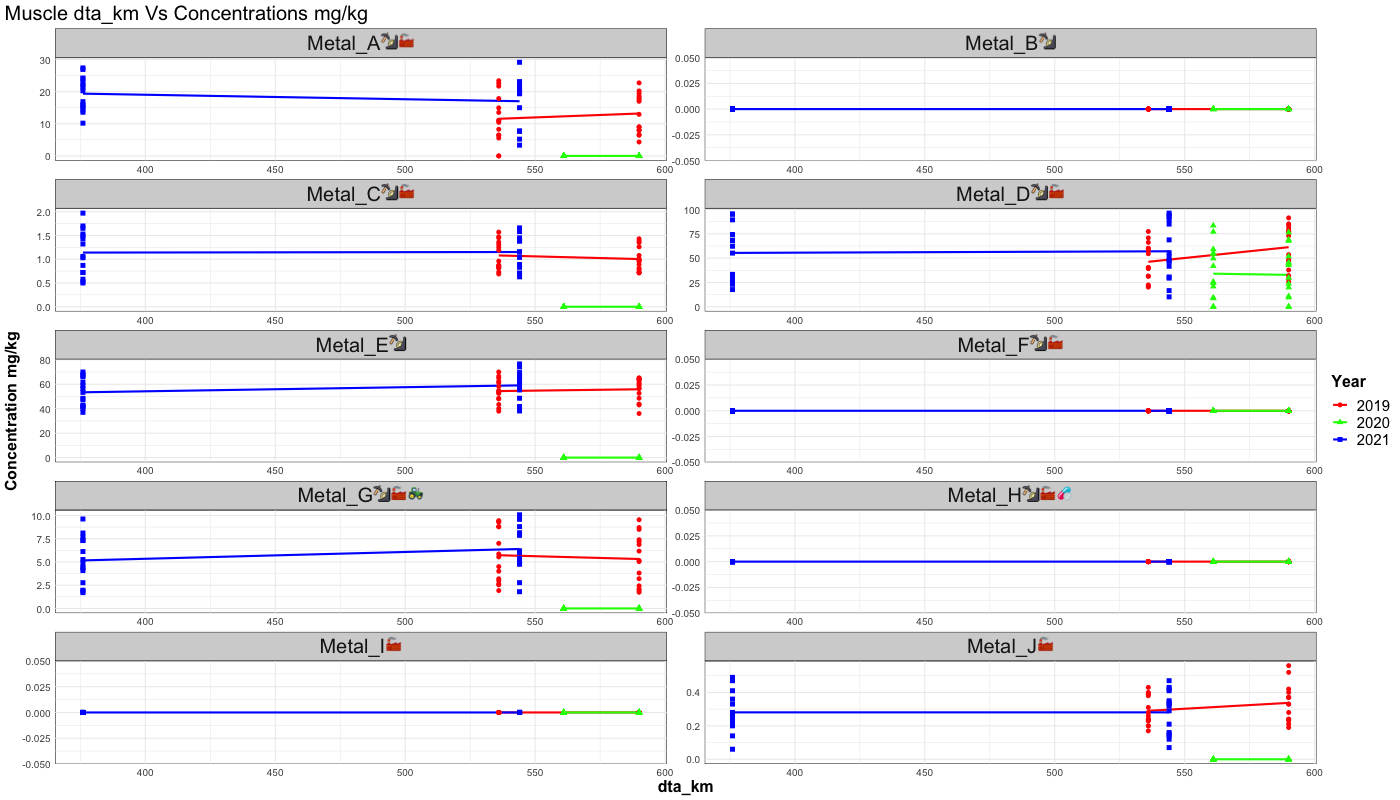 Muscle dta_km Vs Concentrations mg/kg
Concentration mg/kg
Metal_A
30
20
10
0
400 450 500 550 600
Metal_B
0.050
0.025
0.000
-0.025
-0.050
400 450 500 550 600
Metal_C
2.0
1.5
1.0
0.5
0.0
400 450 500 550 600
Metal_D
100
75
50
25
0
400 450 500 550 600
Metal_E
80
60
40
20
0
400 450 500 550 600
Metal_F
0.050
0.025
0.000
-0.025
-0.050
400 450 500 550 600
Metal_G
10.0
7.5
5.0
2.5
0.0
400 450 500 550 600
Metal_H
0.050
0.025
0.000
-0.025
-0.050
400 450 500 550 600
Metal_I
0.050
0.025
0.000
-0.025
-0.050
400 450 500 550 600
Metal_J
0.4
0.2
0.0
400 450 500 550 600
dta_km
Year
2019
2020
2021